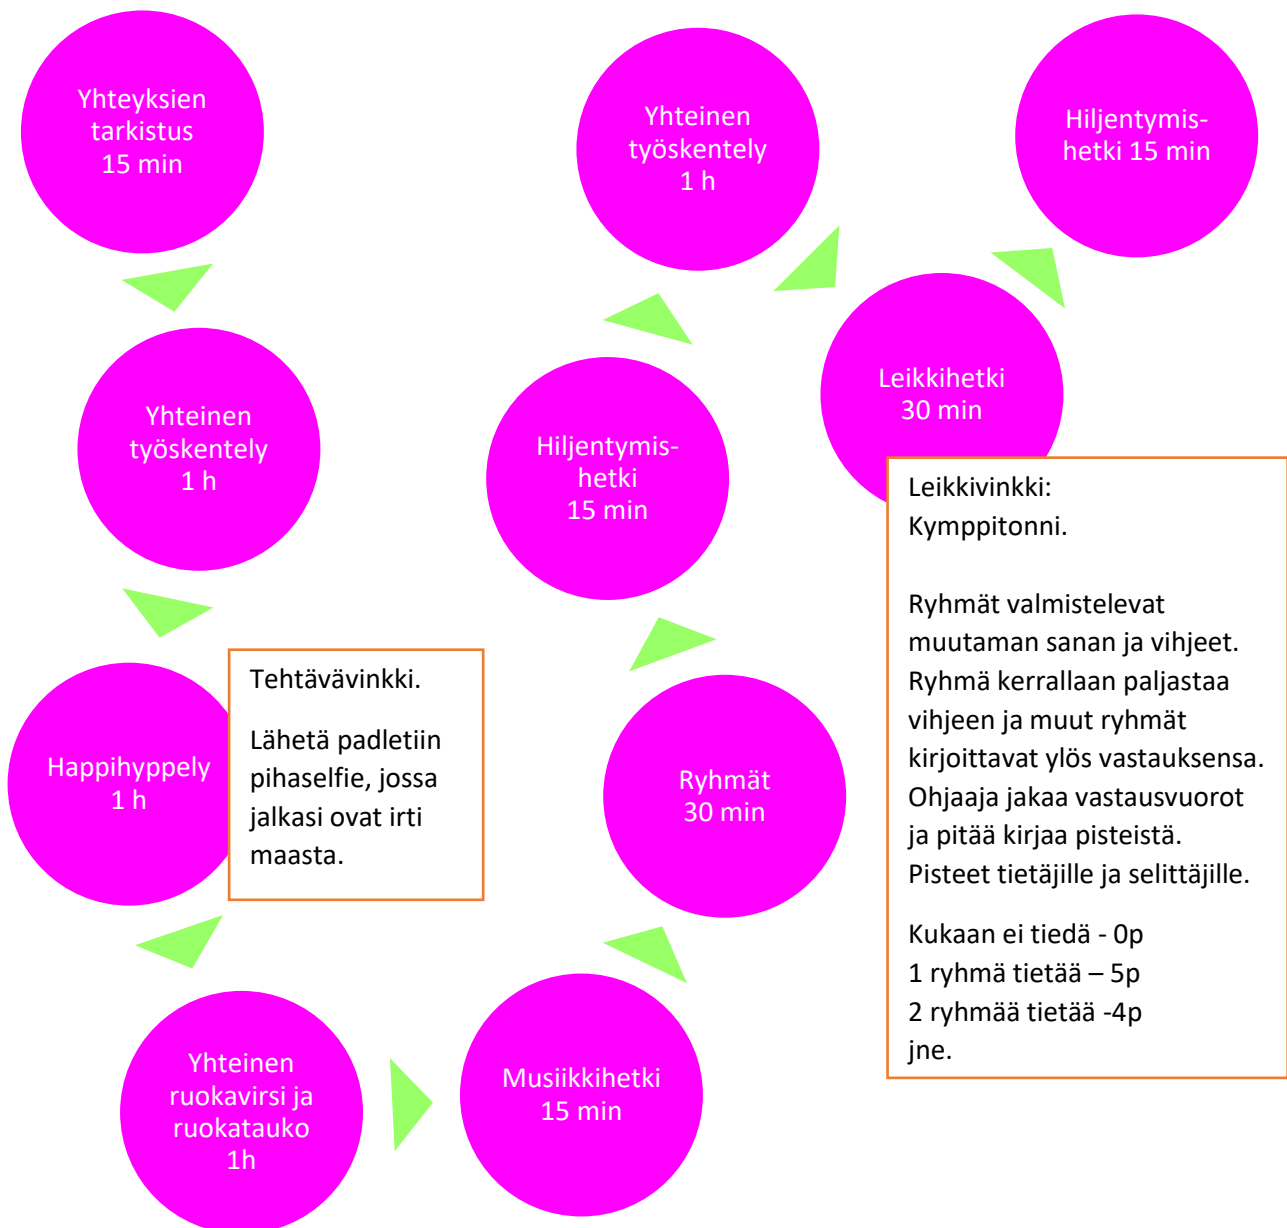 Yhteyksien
tarkistus
15 min
Yhteinen
työskentely
1 h
Happihyppely
1 h
Tehtävävinkki.
Lähetä padletiin
pihaselfie, jossa
jalkasi ovat irti
maasta.
Yhteinen
ruokavirsi ja
ruokatauko
1h
Musiikkihetki
15 min
Ryhmät
30 min
Hiljentymis-
hetki
15 min
Yhteinen
työskentely
1 h
Leikkihetki
30 min
Leikkivinkki:
Kymppitonni.
Ryhmät valmistelevat
muutaman sanan ja vihjeet.
Ryhmä kerrallaan paljastaa
vihjeen ja muut ryhmät
kirjoittavat ylös vastauksensa.
Ohjaaja jakaa vastausvuorot
ja pitää kirjaa pisteistä.
Pisteet tietäjille ja selittäjille.
Kukaan ei tiedä - 0p
1 ryhmä tietää – 5p
2 ryhmää tietää -4p
jne.
Hiljentymis-
hetki 15 min